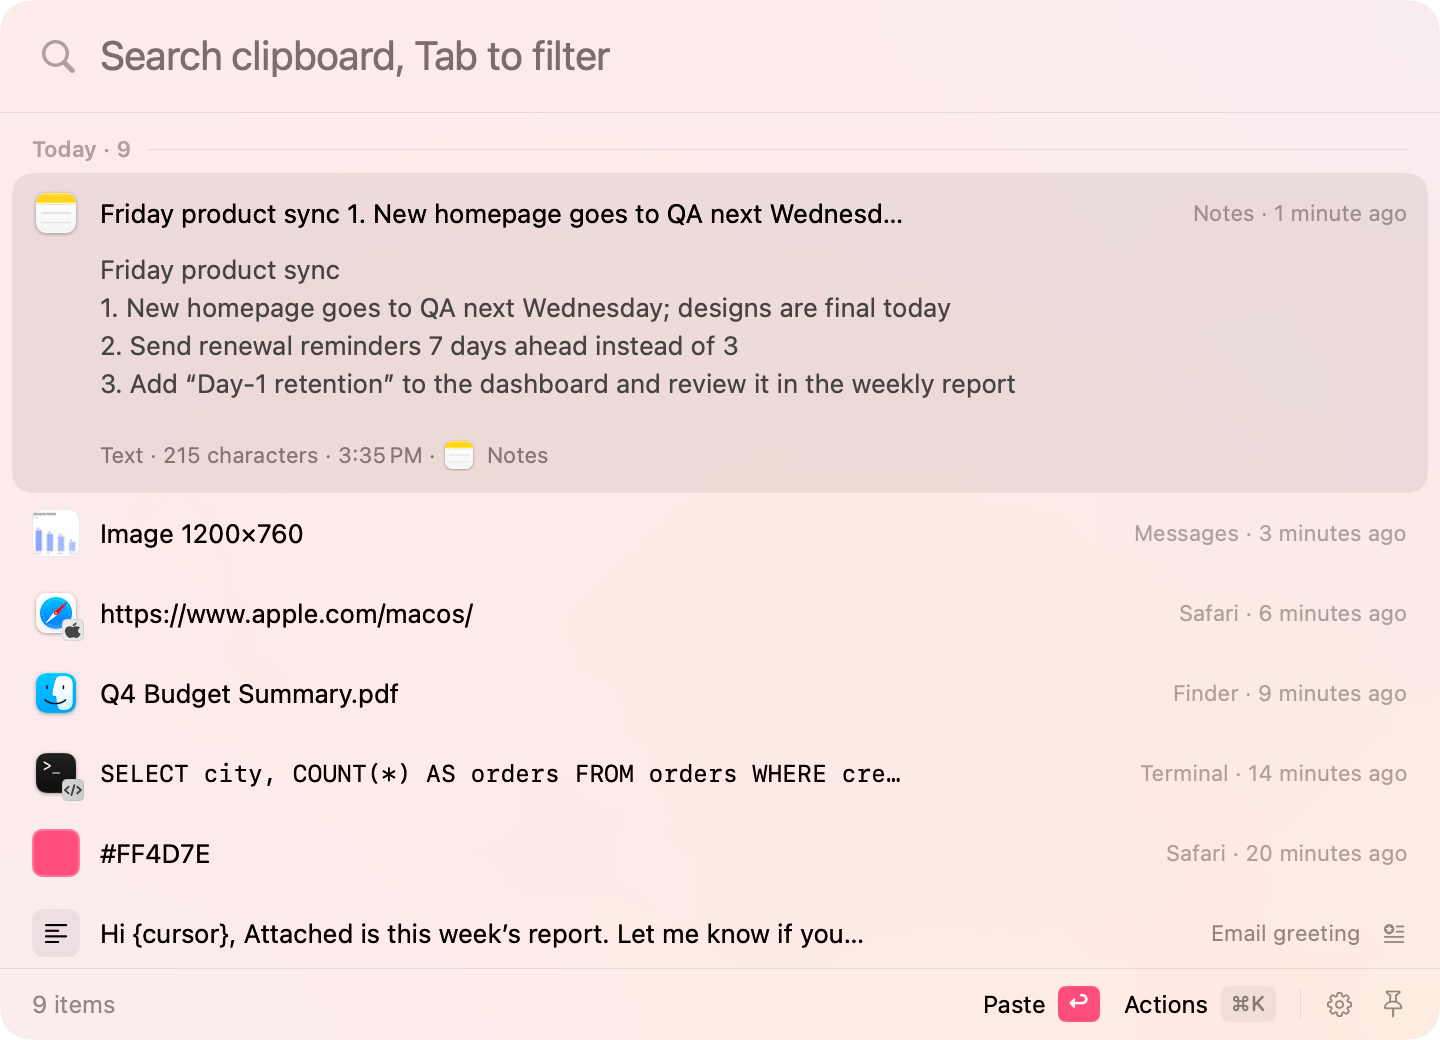 Search clipboard, Tab to filter
Today · 9
Friday product sync 1. New homepage goes to QA next Wednesd... Notes · 1 minute ago
Friday product sync
1. New homepage goes to QA next Wednesday; designs are final today
2. Send renewal reminders 7 days ahead instead of 3
3. Add “Day-1 retention” to the dashboard and review it in the weekly report
Text · 215 characters · 3:35 PM · Notes
Image 1200×760 Messages · 3 minutes ago
https://www.apple.com/macos/ Safari · 6 minutes ago
Q4 Budget Summary.pdf Finder · 9 minutes ago
SELECT city, COUNT(*) AS orders FROM orders WHERE cre… Terminal · 14 minutes ago
#FF4D7E Safari · 20 minutes ago
Hi {cursor}, Attached is this week’s report. Let me know if you... Email greeting
9 items Paste Actions ⌘K